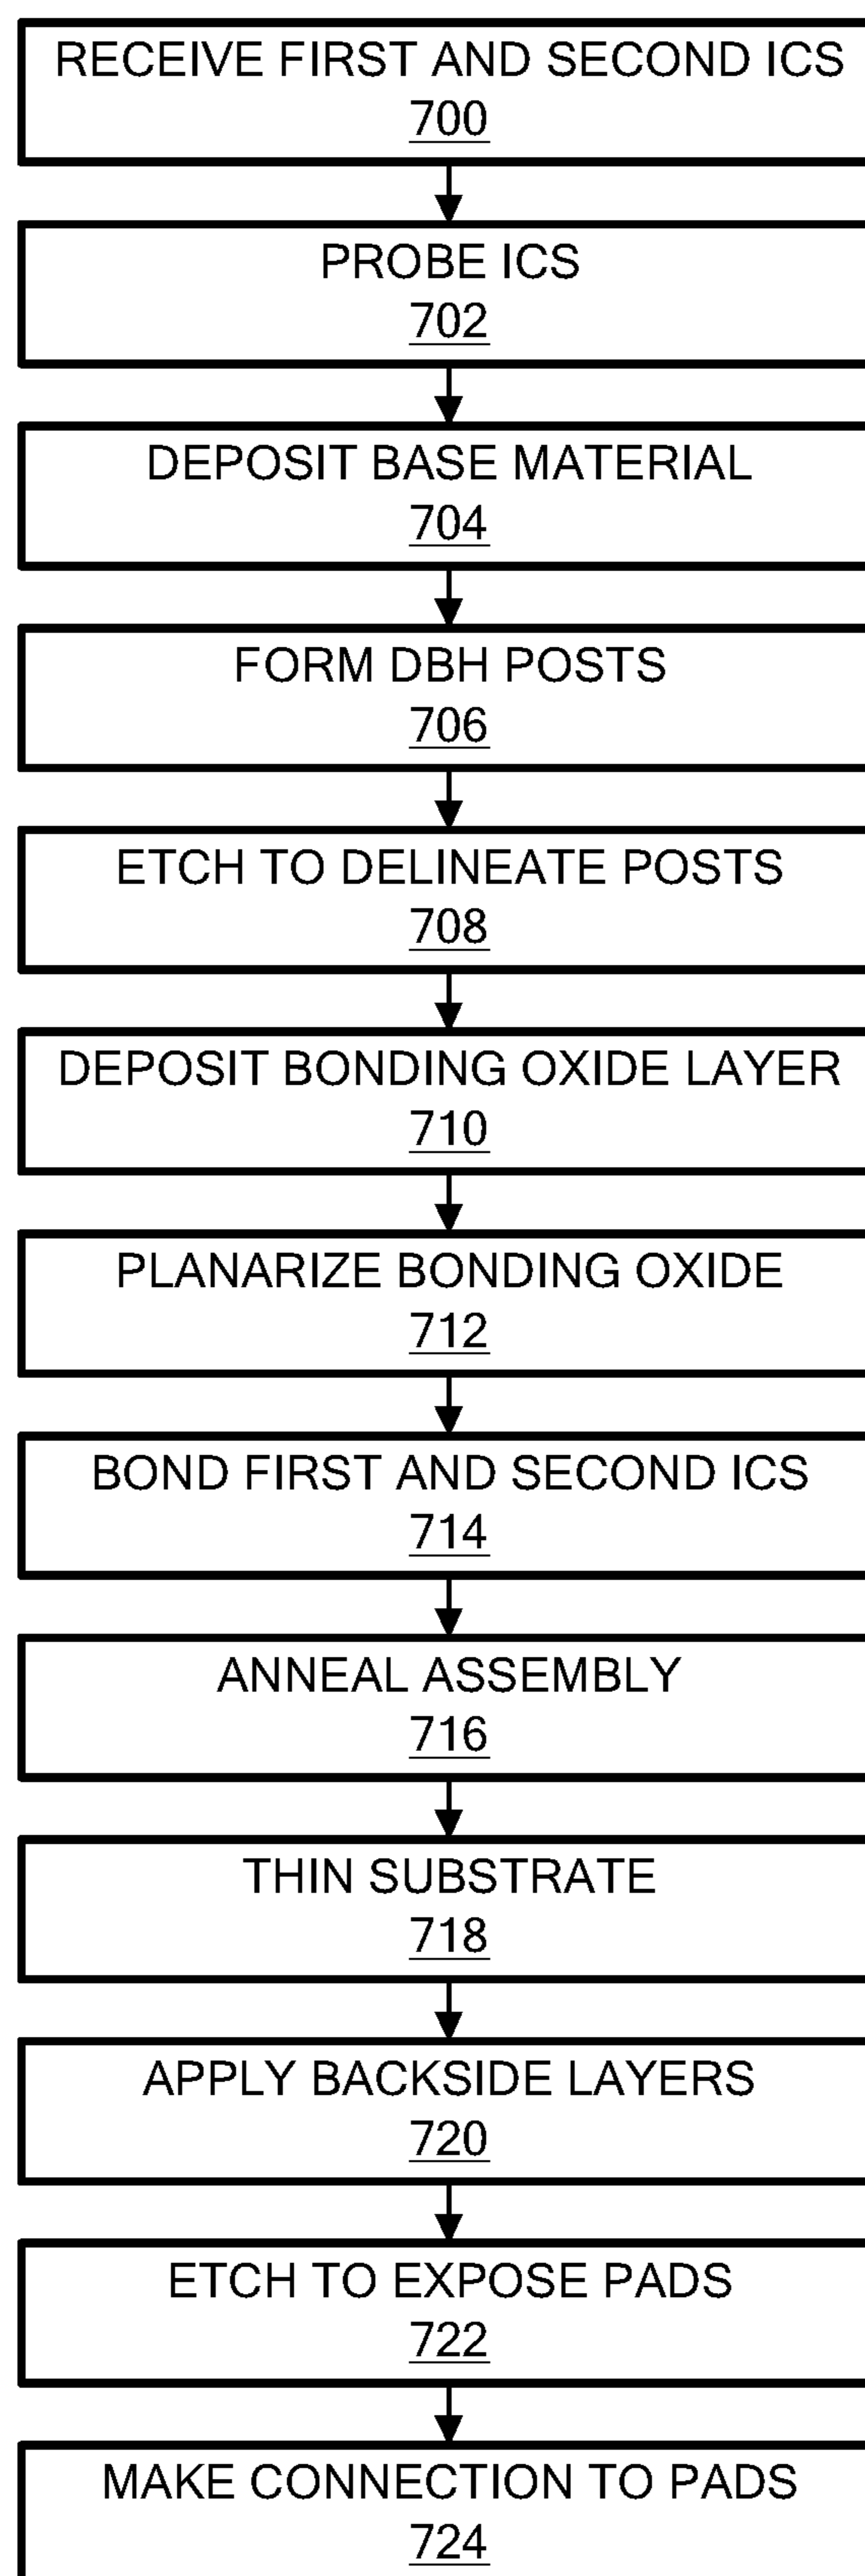 RECEIVE FIRST AND SECOND ICS
700
PROBE ICS
702
DEPOSIT BASE MATERIAL
704
FORM DBH POSTS
706
ETCH TO DELINEATE POSTS
708
DEPOSIT BONDING OXIDE LAYER
710
PLANARIZE BONDING OXIDE
712
BOND FIRST AND SECOND ICS
714
ANNEAL ASSEMBLY
716
THIN SUBSTRATE
718
APPLY BACKSIDE LAYERS
720
ETCH TO EXPOSE PADS
722
MAKE CONNECTION TO PADS
724